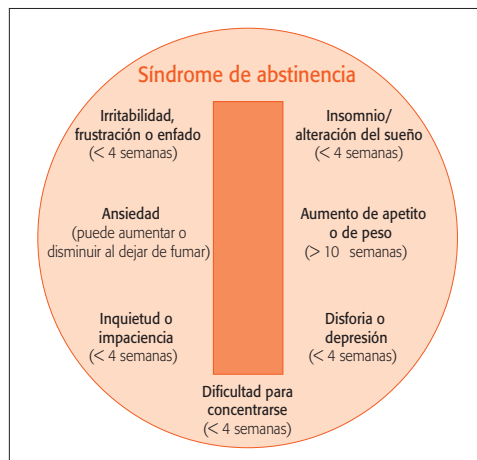 Síndrome de abstinencia
Irritabilidad,
frustración o enfado
(< 4 semanas)
Insomnio/
alteración del sueño
(< 4 semanas)
Ansiedad
(puede aumentar o
disminuir al dejar de fumar)
Aumento de apetito
o de peso
(> 10 semanas)
Inquietud o
impaciencia
(< 4 semanas)
Disforia o
depresión
(< 4 semanas)
Dificultad para
concentrarse
(< 4 semanas)